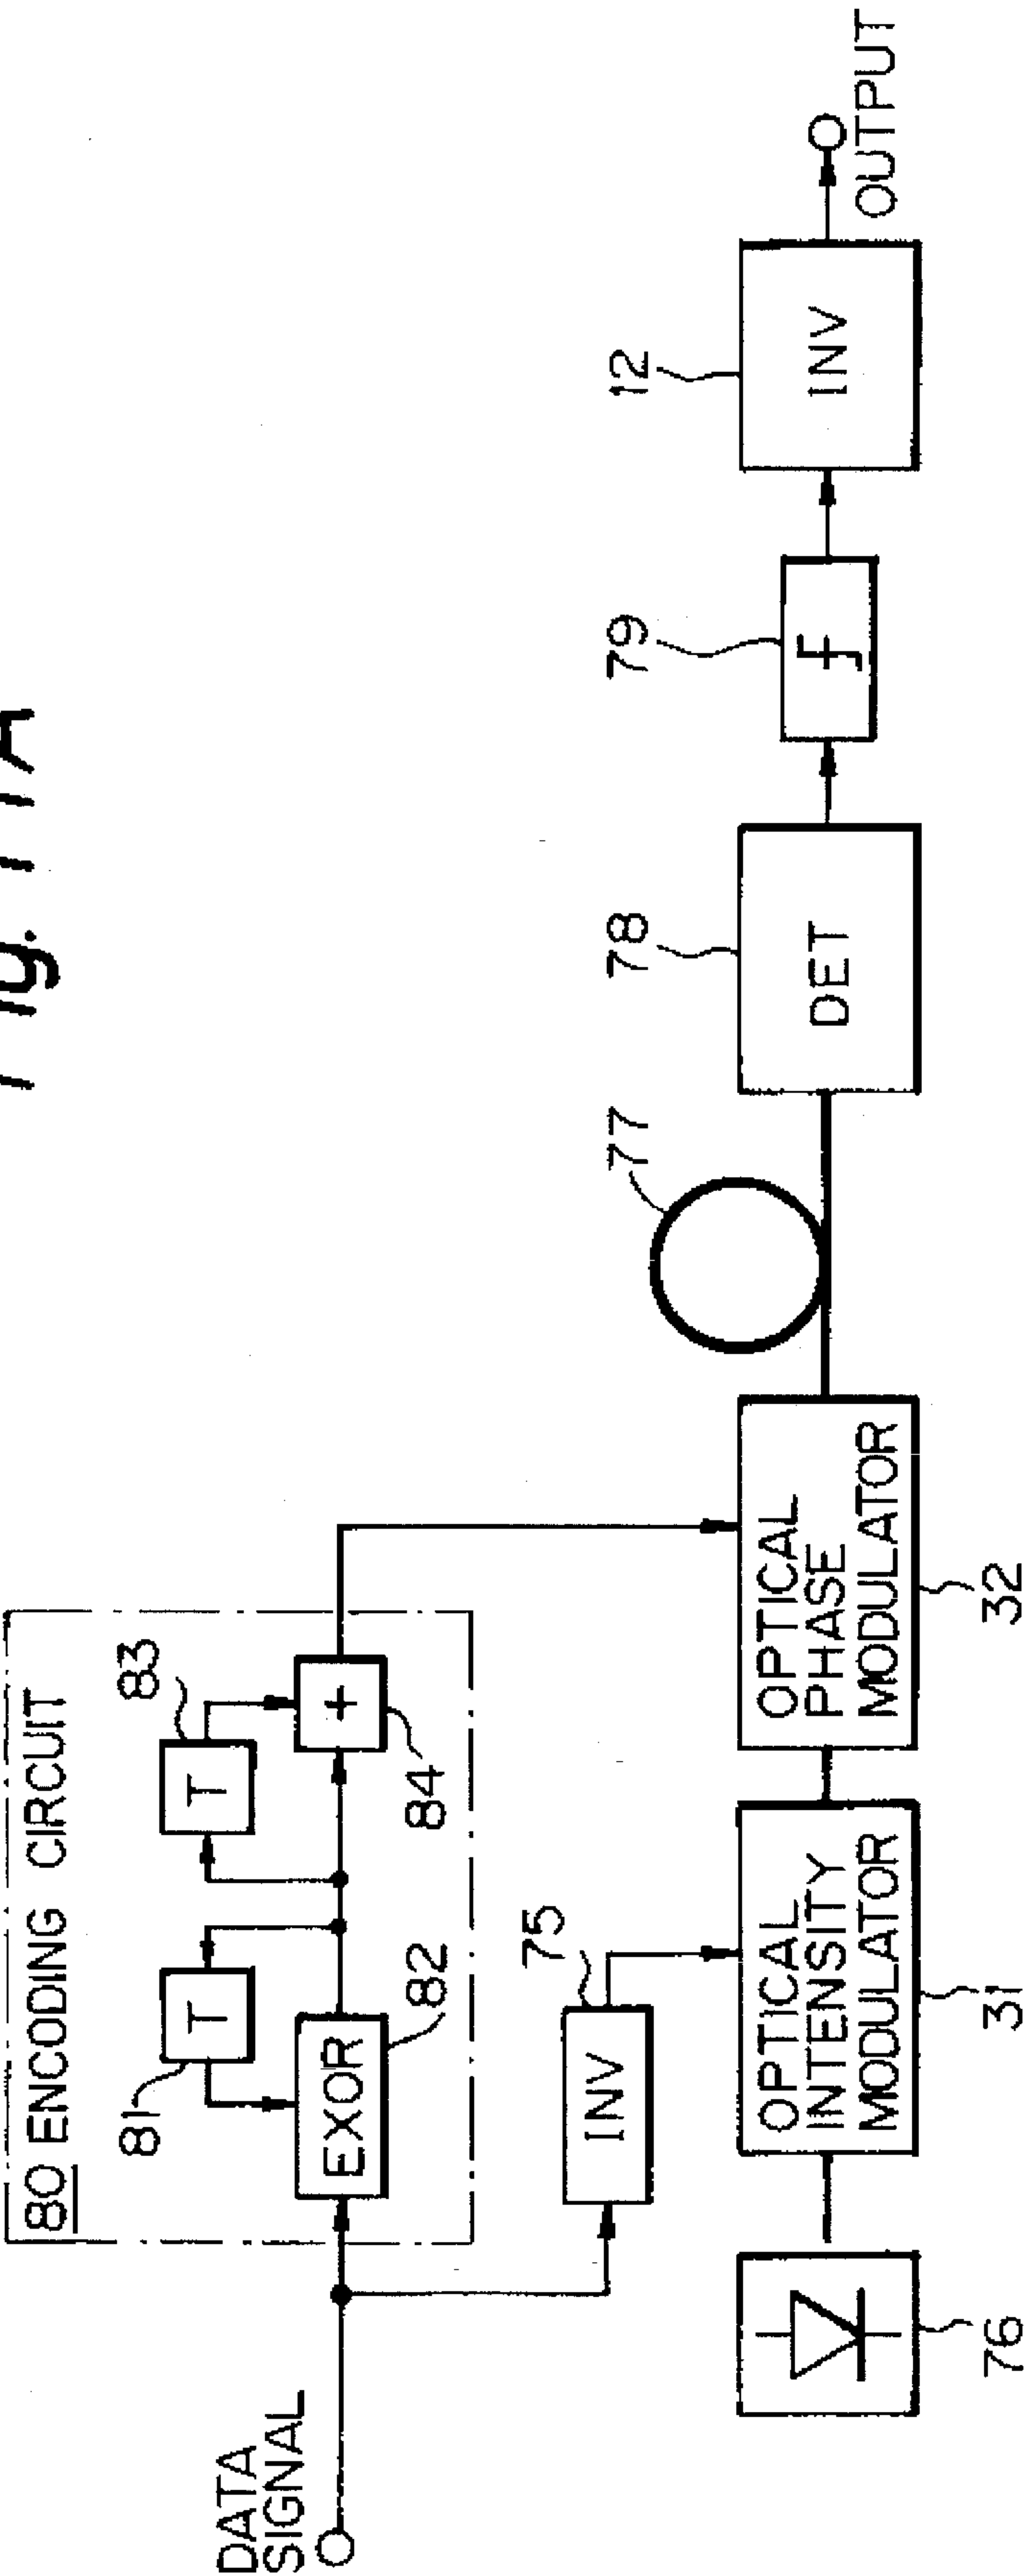 Fig. 11A
80 ENCODING CIRCUIT
81
T
83
T
DATA
SIGNAL
EXOR
82
+
84
75
INV
76
OPTICAL
INTENSITY
MODULATOR
31
OPTICAL
PHASE
MODULATOR
32
77
78
DET
79
f
12
INV
OUTPUT